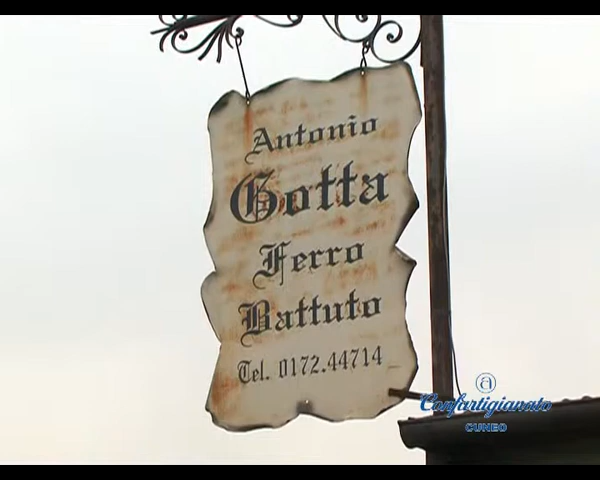 Antonio
Gotta
Ferro
Battuto
Tel. 0172.44714
a
Confartigianato
CUNEO